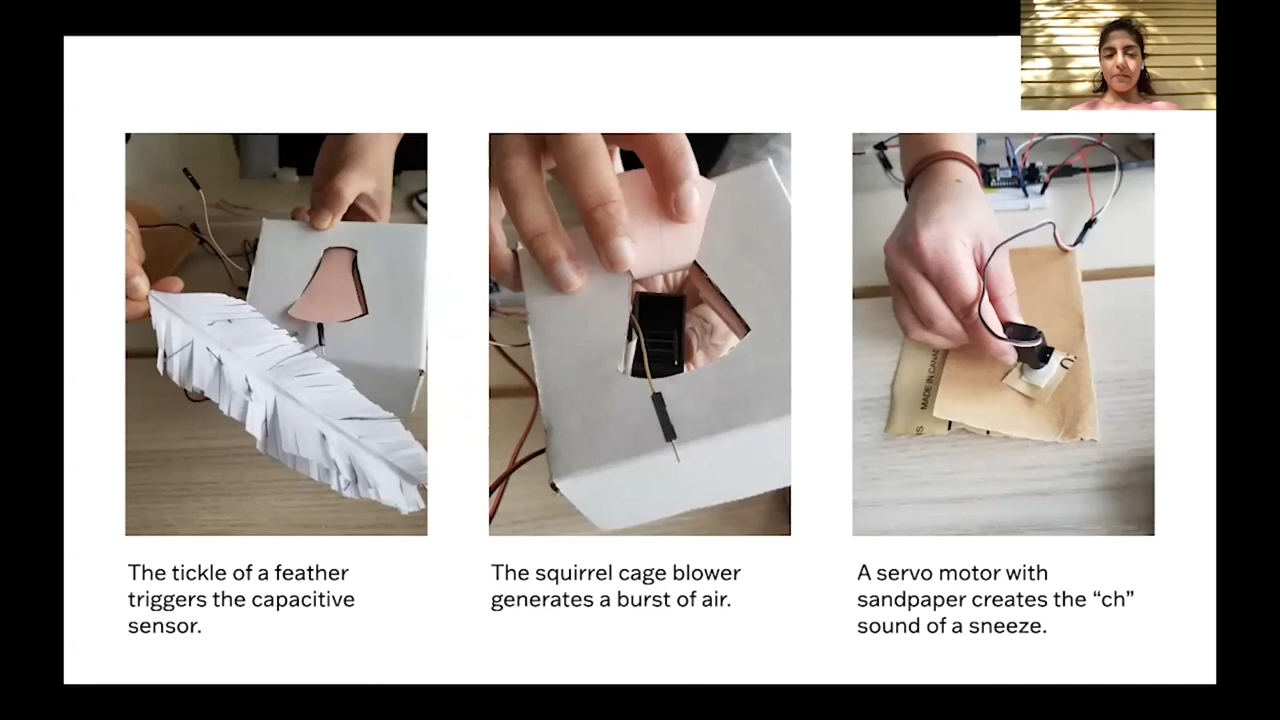 The tickle of a feather
triggers the capacitive
sensor.
The squirrel cage blower
generates a burst of air.
A servo motor with
sandpaper creates the “ch”
sound of a sneeze.
MADE IN CANA